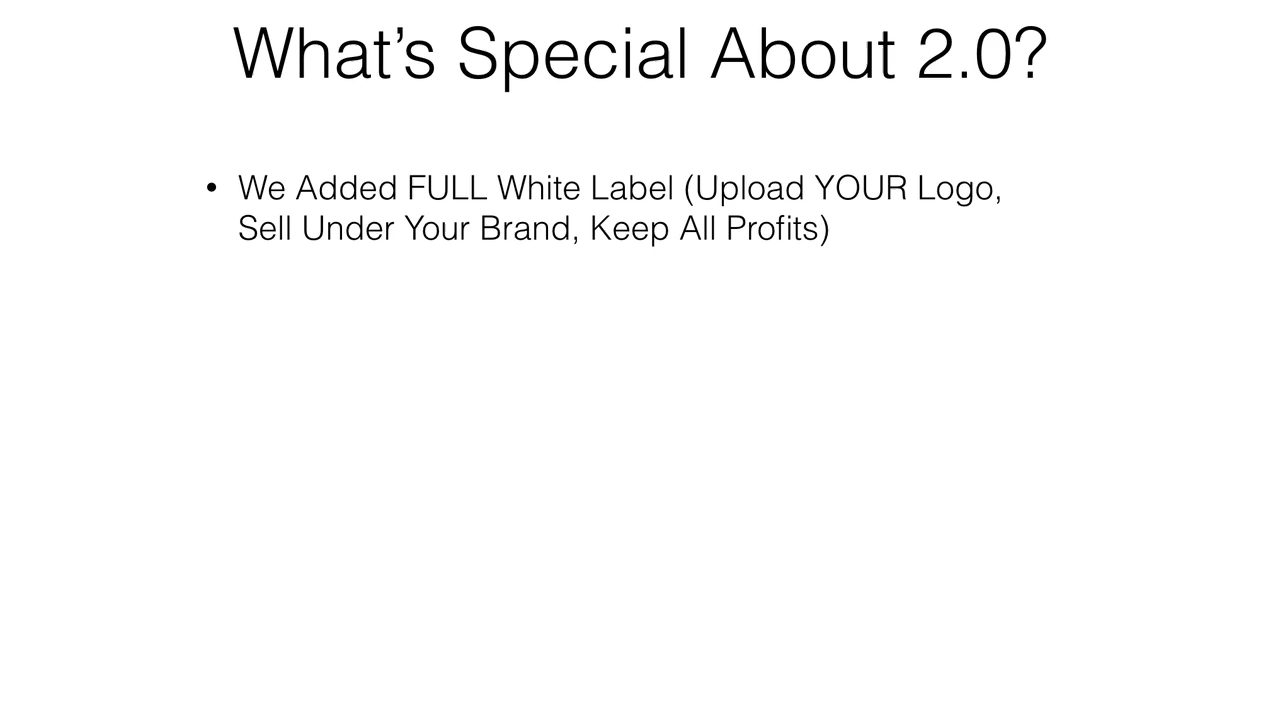 What’s Special About 2.0?
• We Added FULL White Label (Upload YOUR Logo,
Sell Under Your Brand, Keep All Profits)